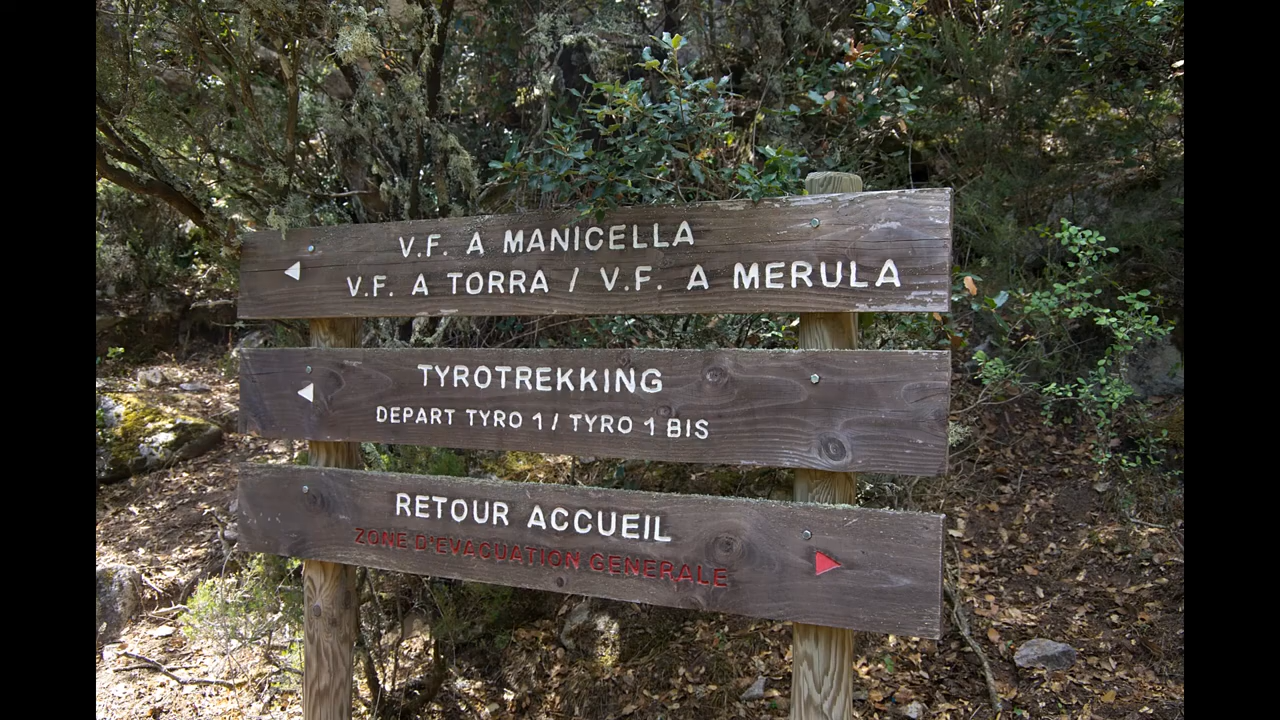 V.F. A MANICELLA
V.F. A TORRA / V.F. A MERULA
TYROTREKKING
DEPART TYRO 1 / TYRO 1 BIS
RETOUR ACCUEIL
ZONE D'EVACUATION GENERALE